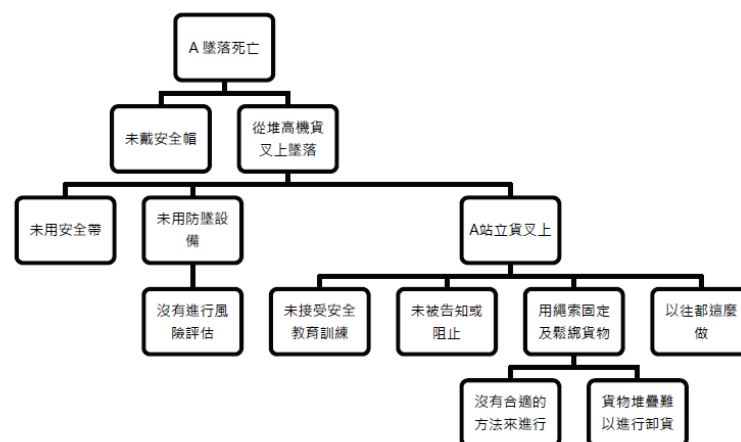 A 墜落死亡
未戴安全帽
從堆高機貨
叉上墜落
未用安全帶
未用防墜設
備
A站立貨叉上
沒有進行風
險評估
未接受安全
教育訓練
未被告知或
阻止
用繩索固定
及鬆綁貨物
以往都這麼
做
沒有合適的
方法來進行
貨物堆疊難
以進行卸貨